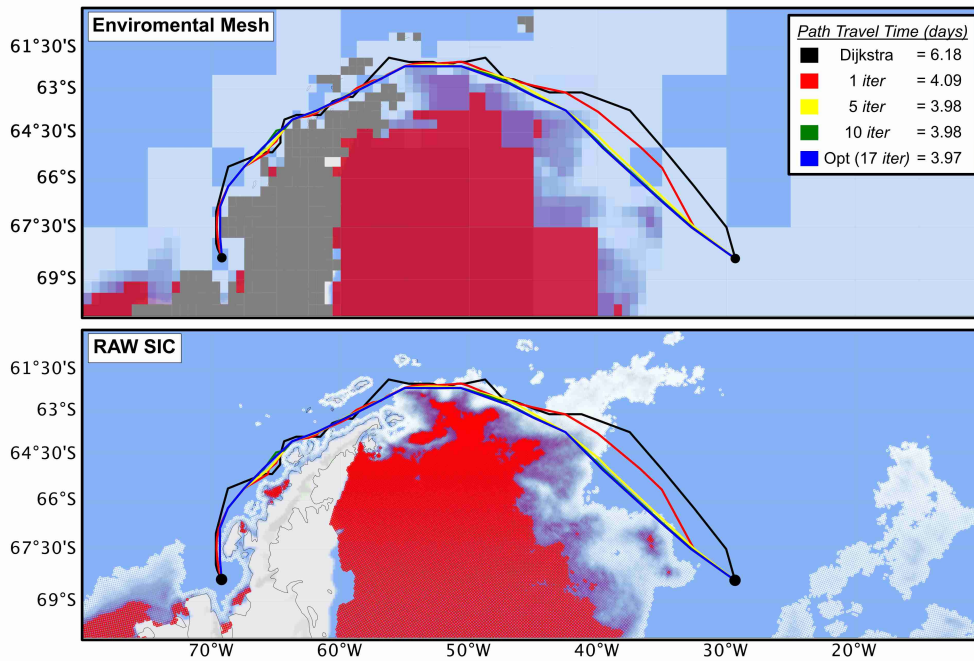 Enviromental Mesh
Path Travel Time (days)
Dijkstra = 6.18
1 iter = 4.09
5 iter = 3.98
10 iter = 3.98
Opt (17 iter) = 3.97
61°30'S
63°S
64°30'S
66°S
67°30'S
69°S
RAW SIC
61°30'S
63°S
64°30'S
66°S
67°30'S
69°S
70°W 60°W 50°W 40°W 30°W 20°W